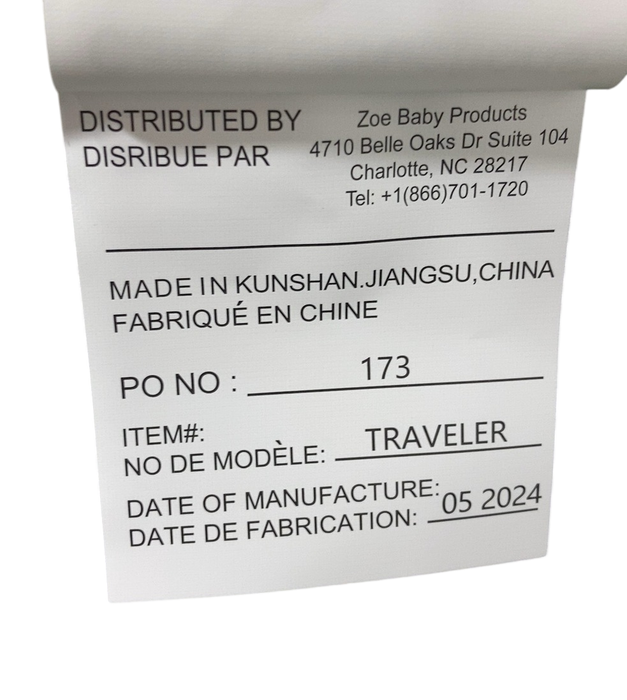 DISTRIBUTED BY
DISRIBUE PAR
Zoe Baby Products
4710 Belle Oaks Dr Suite 104
Charlotte, NC 28217
Tel: +1(866)701-1720
MADE IN KUNSHAN.JIANGSU,CHINA
FABRIQUÉ EN CHINE
PO NO : 173
ITEM#:
NO DE MODÈLE: TRAVELER
DATE OF MANUFACTURE: 05 2024
DATE DE FABRICATION: